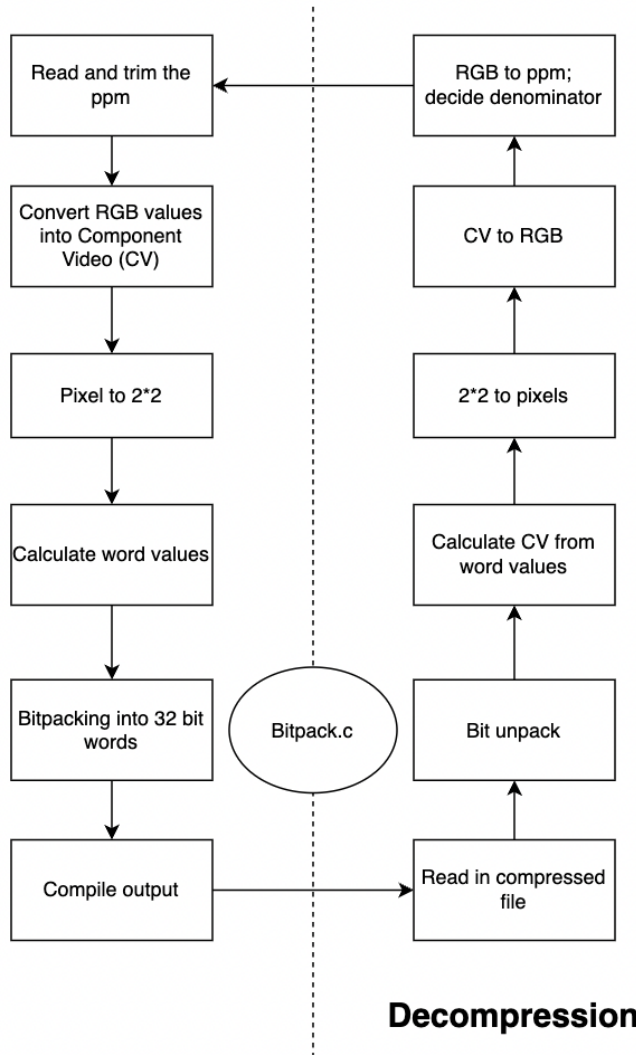 Read and trim the
ppm
RGB to ppm;
decide denominator
Convert RGB values
into Component
Video (CV)
CV to RGB
Pixel to 2*2
2*2 to pixels
Calculate word values
Calculate CV from
word values
Bitpacking into 32 bit
words
Bitpack.c
Bit unpack
Compile output
Read in compressed
file
Decompression